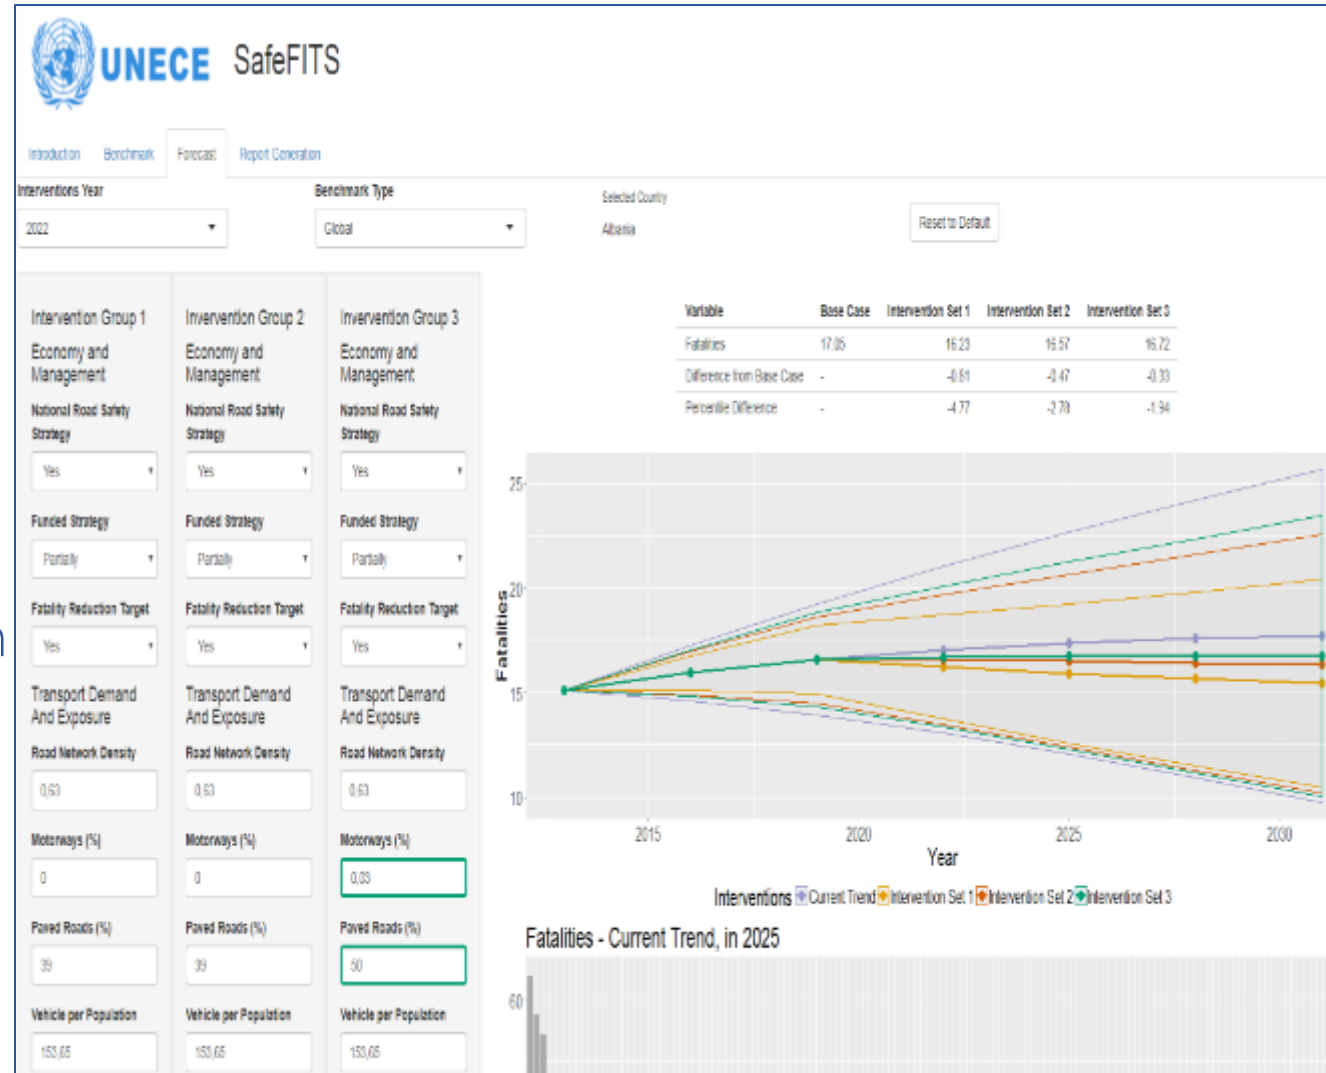 UNECE SafeFITS
Introduction Benchmark Forecast Report Generation
Interventions Year
2022
Benchmark Type
Global
Selected Country
Albania
Reset to Default
Intervention Group 1
Economy and
Management
National Road Safety
Strategy
Yes
Funded Strategy
Partially
Fatality Reduction Target
Yes
Transport Demand
And Exposure
Road Network Density
0,63
Motorways (%)
0
Paved Roads (%)
39
Vehicle per Population
153,65
Invervention Group 2
Economy and
Management
National Road Safety
Strategy
Yes
Funded Strategy
Partially
Fatality Reduction Target
Yes
Transport Demand
And Exposure
Road Network Density
0,63
Motorways (%)
0
Paved Roads (%)
39
Vehicle per Population
153,65
Invervention Group 3
Economy and
Management
National Road Safety
Strategy
Yes
Funded Strategy
Partially
Fatality Reduction Target
Yes
Transport Demand
And Exposure
Road Network Density
0,63
Motorways (%)
0,03
Paved Roads (%)
50
Vehicle per Population
153,65
Variable Base Case Intervention Set 1 Intervention Set 2 Intervention Set 3
Fatalities 17.05 16.23 16.57 16.72
Difference from Base Case - -0.81 -0.47 -0.33
Percentile Difference - -4.77 -2.78 -1.94
25
20
15
10
Fatalities
2015 2020 2025 2030
Year
Interventions Current Trend Intervention Set 1 Intervention Set 2 Intervention Set 3
Fatalities - Current Trend, in 2025
60